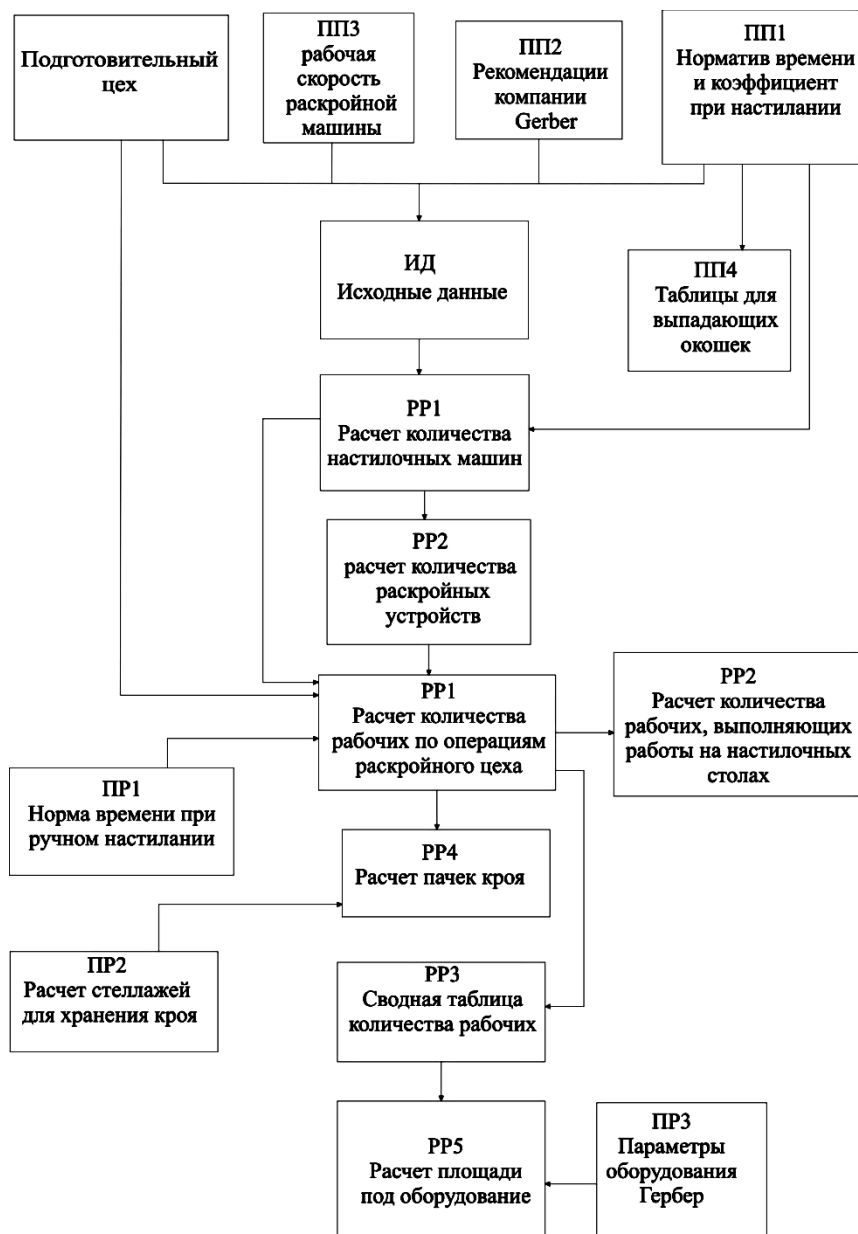 Подготовительный
цех
ПП3
рабочая
скорость
раскройной
машины
ПП2
Рекомендации
компании
Gerber
ПП1
Норматив времени
и коэффициент
при настилании
ИД
Исходные данные
ПП4
Таблицы для
выпадающих
окошек
РР1
Расчет количества
настилочных машин
РР2
расчет количества
раскройных
устройств
РР1
Расчет количества
рабочих по операциям
раскройного цеха
РР2
Расчет количества
рабочих, выполняющих
работы на настилочных
столах
ПР1
Норма времени при
ручном настилании
РР4
Расчет пачек кроя
ПР2
Расчет стеллажей
для хранения кроя
РР3
Сводная таблица
количества рабочих
РР5
Расчет площади
под оборудование
ПР3
Параметры
оборудования
Гербер